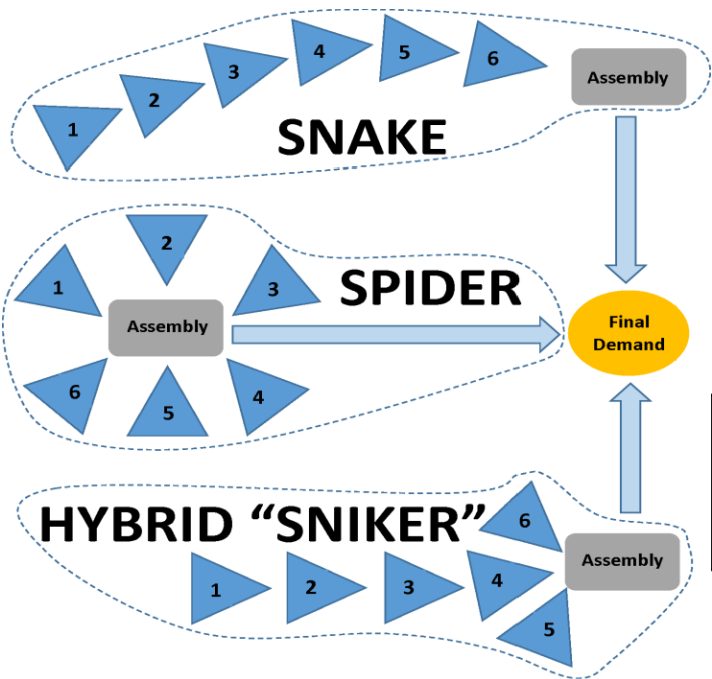 1
2
3
4
5
6
Assembly
SNAKE
1
2
3
Assembly
SPIDER
6
5
4
Final
Demand
HYBRID “SNIKER”
6
1
2
3
4
5
Assembly